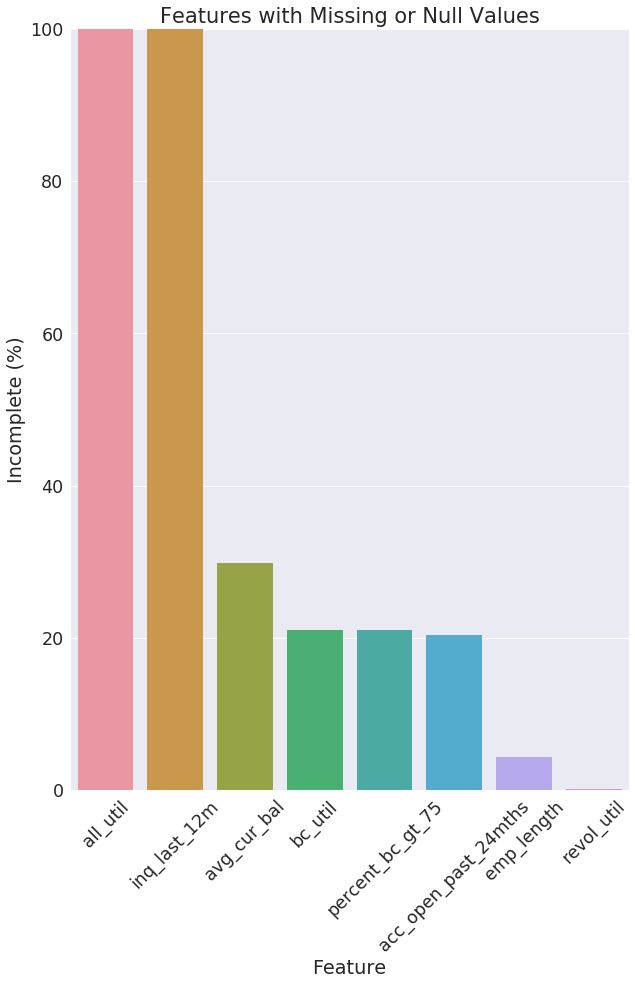 Features with Missing or Null Values
100
80
60
40
20
0
Incomplete (%)
all_util
inq_last_12m
avg_cur_bal
bc_util
percent_bc_gt_75
acc_open_past_24mths
emp_length
revol_util
Feature